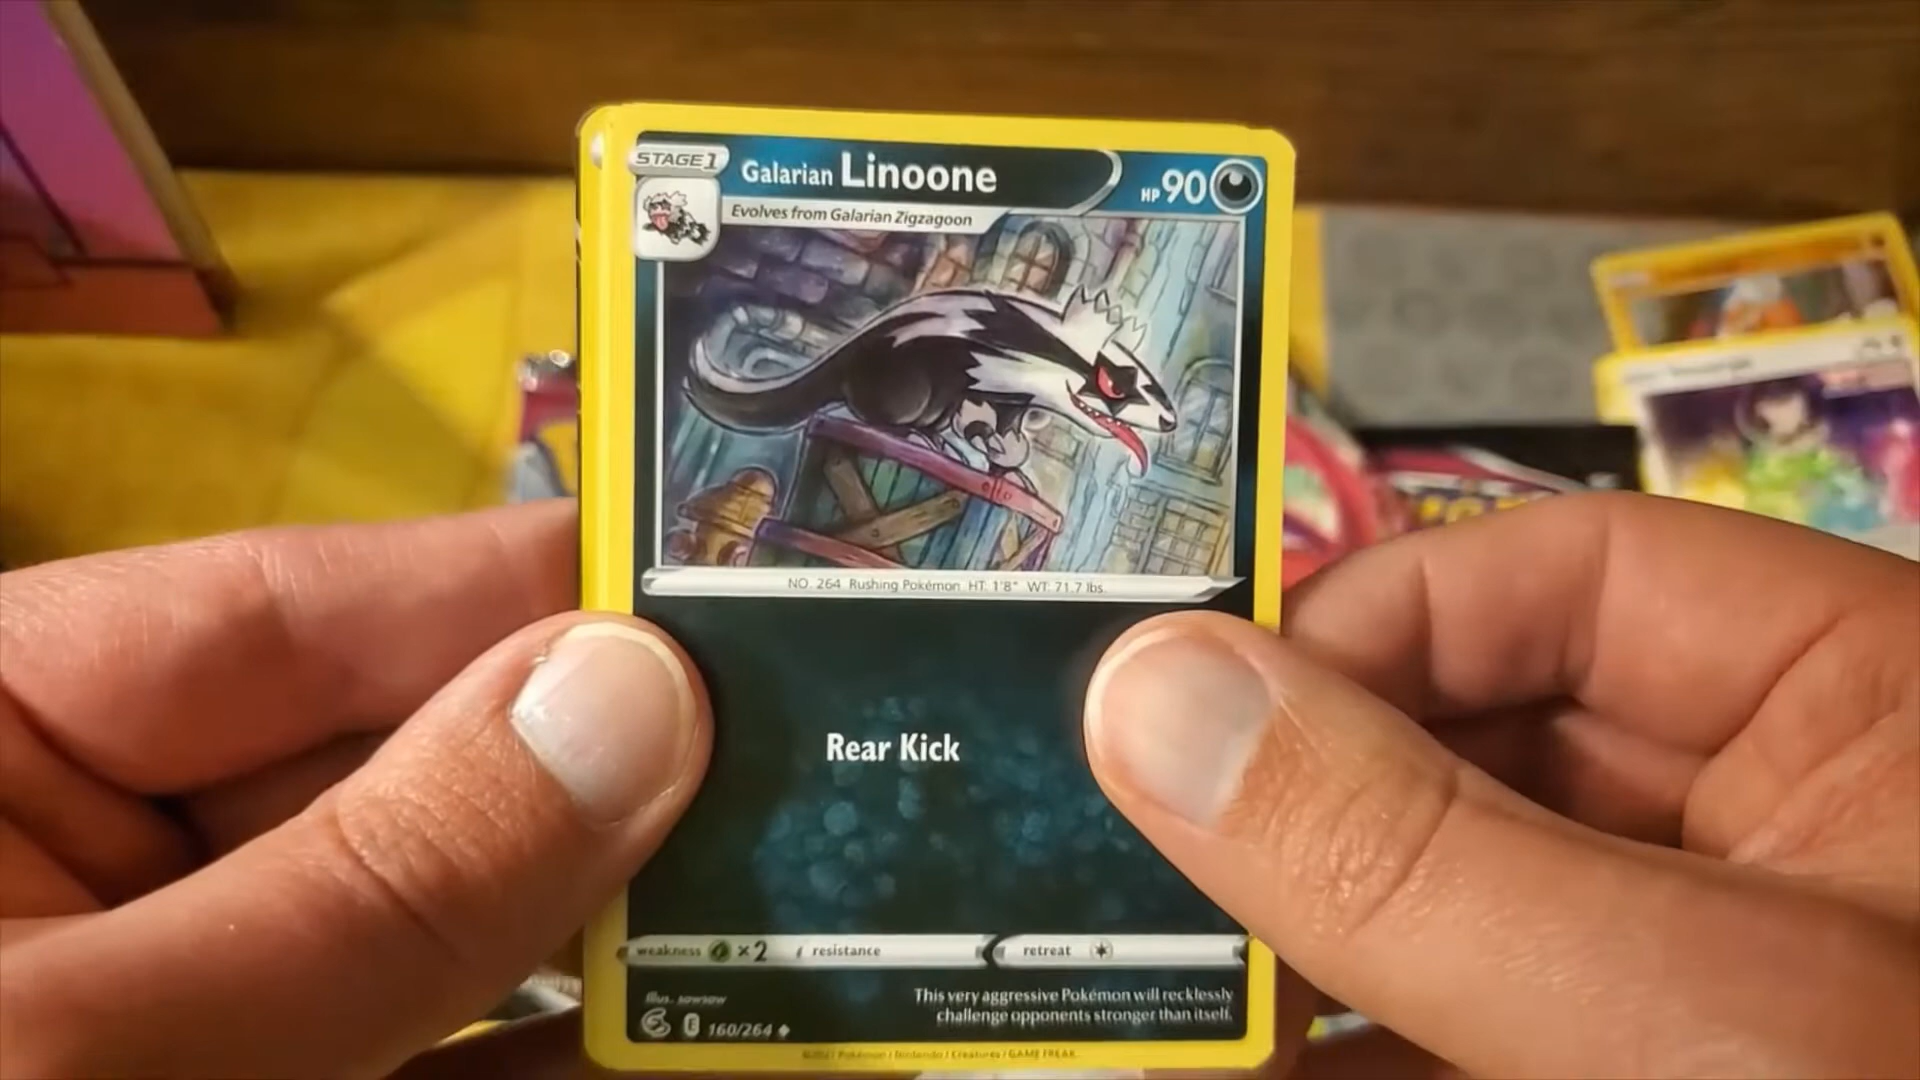 STAGE 1
Galarian Linoone
HP 90
Evolves from Galarian Zigzagoon
NO. 264 Rushing Pokémon HT: 1'8" WT: 71.7 lbs.
Rear Kick
weakness ×2 resistance retreat
Illus. sowsow
This very aggressive Pokémon will recklessly
challenge opponents stronger than itself.
E 160/264
©2021 Pokémon / Nintendo / Creatures / GAME FREAK